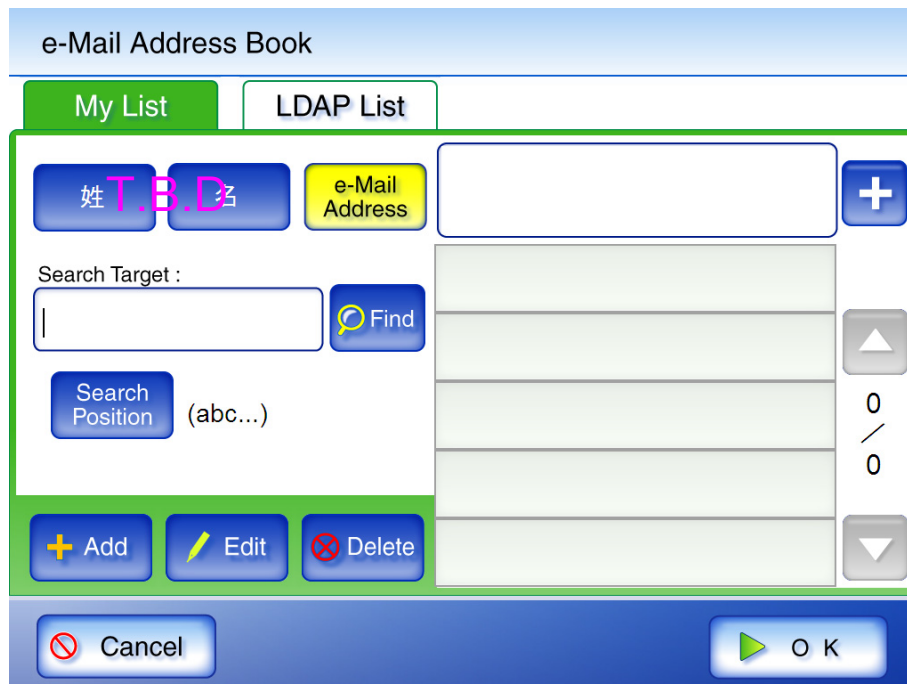 e-Mail Address Book
My List
LDAP List
姓
T.B.D
名
e-Mail
Address
Search Target :
Find
Search
Position
(abc...)
0
/
0
Add
Edit
Delete
Cancel
O K